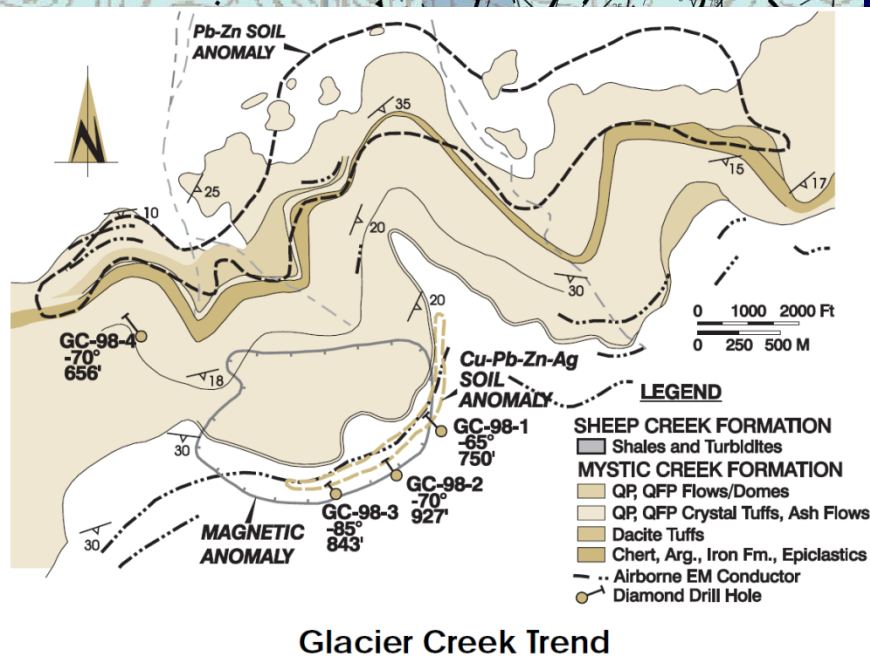 Pb-Zn SOIL
ANOMALY
N
35
25
10
15
17
20
30
20
0 1000 2000 Ft
0 250 500 M
GC-98-4
-70°
656'
18
Cu-Pb-Zn-Ag
SOIL
ANOMALY
30
GC-98-1
-65°
750'
GC-98-2
-70°
927'
GC-98-3
-85°
843'
MAGNETIC
ANOMALY
30
LEGEND
SHEEP CREEK FORMATION
Shales and Turbidites
MYSTIC CREEK FORMATION
QP, QFP Flows/Domes
QP, QFP Crystal Tuffs, Ash Flows
Dacite Tuffs
Chert, Arg., Iron Fm., Epiclastics
Airborne EM Conductor
Diamond Drill Hole
Glacier Creek Trend